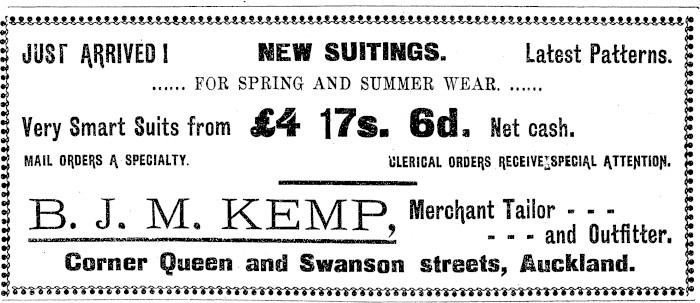 JUST ARRIVED! NEW SUITINGS. Latest Patterns.
...... FOR SPRING AND SUMMER WEAR. ......
Very Smart Suits from £4 17s. 6d. Net cash.
MAIL ORDERS A SPECIALTY. CLERICAL ORDERS RECEIVE SPECIAL ATTENTION.
B. J. M. KEMP, Merchant Tailor - - -
- - - and Outfitter.
Corner Queen and Swanson streets, Auckland.